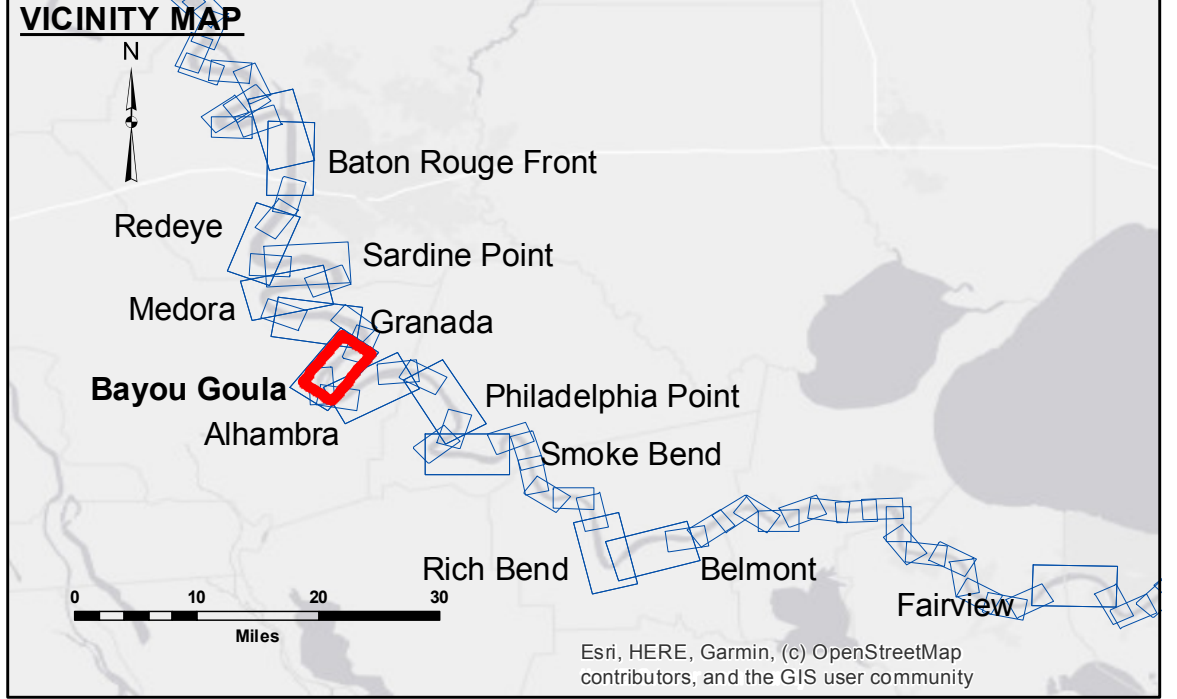 VICINITY MAP
N
Baton Rouge Front
Redeye
Sardine Point
Medora
Granada
Bayou Goula
Philadelphia Point
Alhambra
Smoke Bend
Rich Bend
Belmont
Fairview
0 10 20 30
Miles
Esri, HERE, Garmin, (c) OpenStreetMap
contributors, and the GIS user community